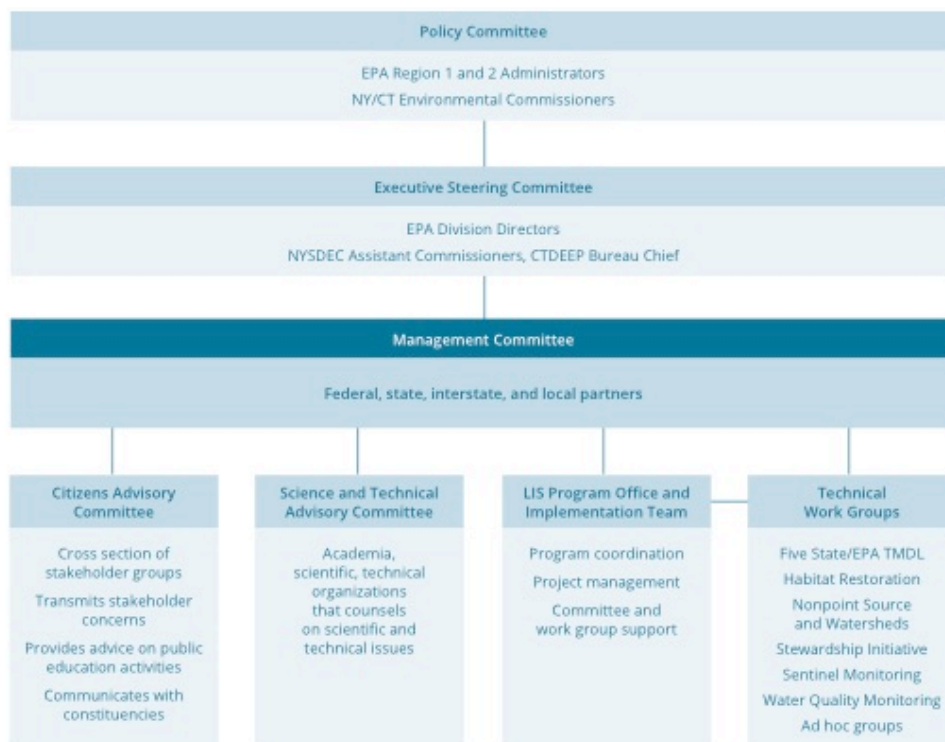 Policy Committee
EPA Region 1 and 2 Administrators
NY/CT Environmental Commissioners
Executive Steering Committee
EPA Division Directors
NYSDEC Assistant Commissioners, CTDEEP Bureau Chief
Management Committee
Federal, state, interstate, and local partners
Citizens Advisory
Committee
Cross section of
stakeholder groups
Transmits stakeholder
concerns
Provides advice on public
education activities
Communicates with
constituencies
Science and Technical
Advisory Committee
Academia,
scientific, technical
organizations
that counsels
on scientific and
technical issues
LIS Program Office and
Implementation Team
Program coordination
Project management
Committee and
work group support
Technical
Work Groups
Five State/EPA TMDL
Habitat Restoration
Nonpoint Source
and Watersheds
Stewardship Initiative
Sentinel Monitoring
Water Quality Monitoring
Ad hoc groups